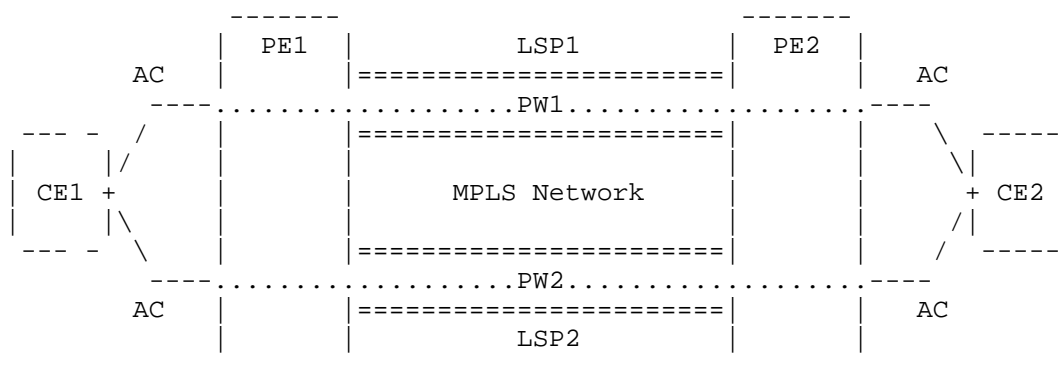 PE1 LSP1 PE2
AC AC
PW1
CE1 MPLS Network CE2
PW2
AC AC
LSP2